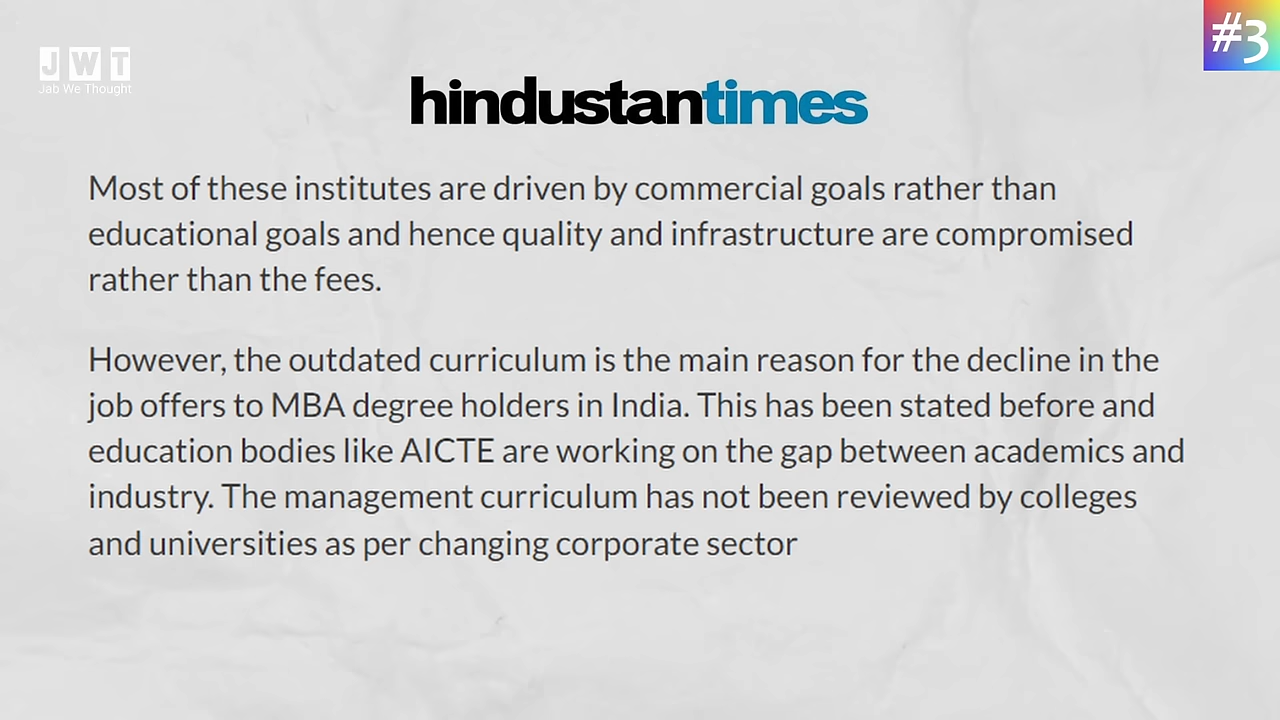 #3
JWT
Jab We Thought
hindustantimes
Most of these institutes are driven by commercial goals rather than
educational goals and hence quality and infrastructure are compromised
rather than the fees.
However, the outdated curriculum is the main reason for the decline in the
job offers to MBA degree holders in India. This has been stated before and
education bodies like AICTE are working on the gap between academics and
industry. The management curriculum has not been reviewed by colleges
and universities as per changing corporate sector